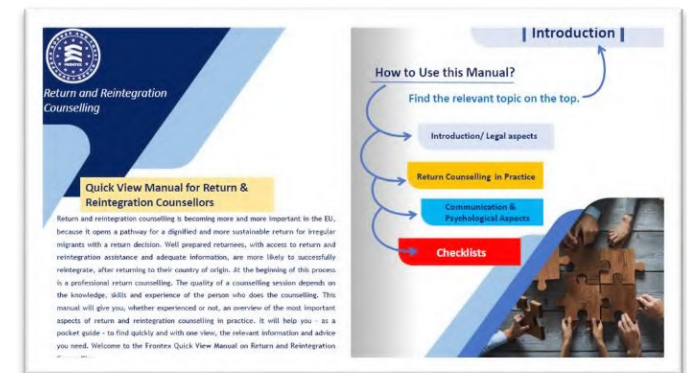 FRONTEX
Return and Reintegration
Counselling
Quick View Manual for Return &
Reintegration Counsellors
Return and reintegration counselling is becoming more and more important in the EU,
because it opens a pathway for a dignified and more sustainable return for irregular
migrants with a return decision. Well prepared returnees, with access to return and
reintegration assistance and adequate information, are more likely to successfully
reintegrate, after returning to their country of origin. At the beginning of this process
is a professional return counselling. The quality of a counselling session depends on
the knowledge, skills and experience of the person who does the counselling. This
manual will give you, whether experienced or not, an overview of the most important
aspects of return and reintegration counselling in practice. It will help you - as a
pocket guide - to find quickly and with one view, the relevant information and advice
you need. Welcome to the Frontex Quick View Manual on Return and Reintegration
| Introduction |
How to Use this Manual?
Find the relevant topic on the top.
Introduction/ Legal aspects
Return Counselling in Practice
Communication &
Psychological Aspects
Checklists